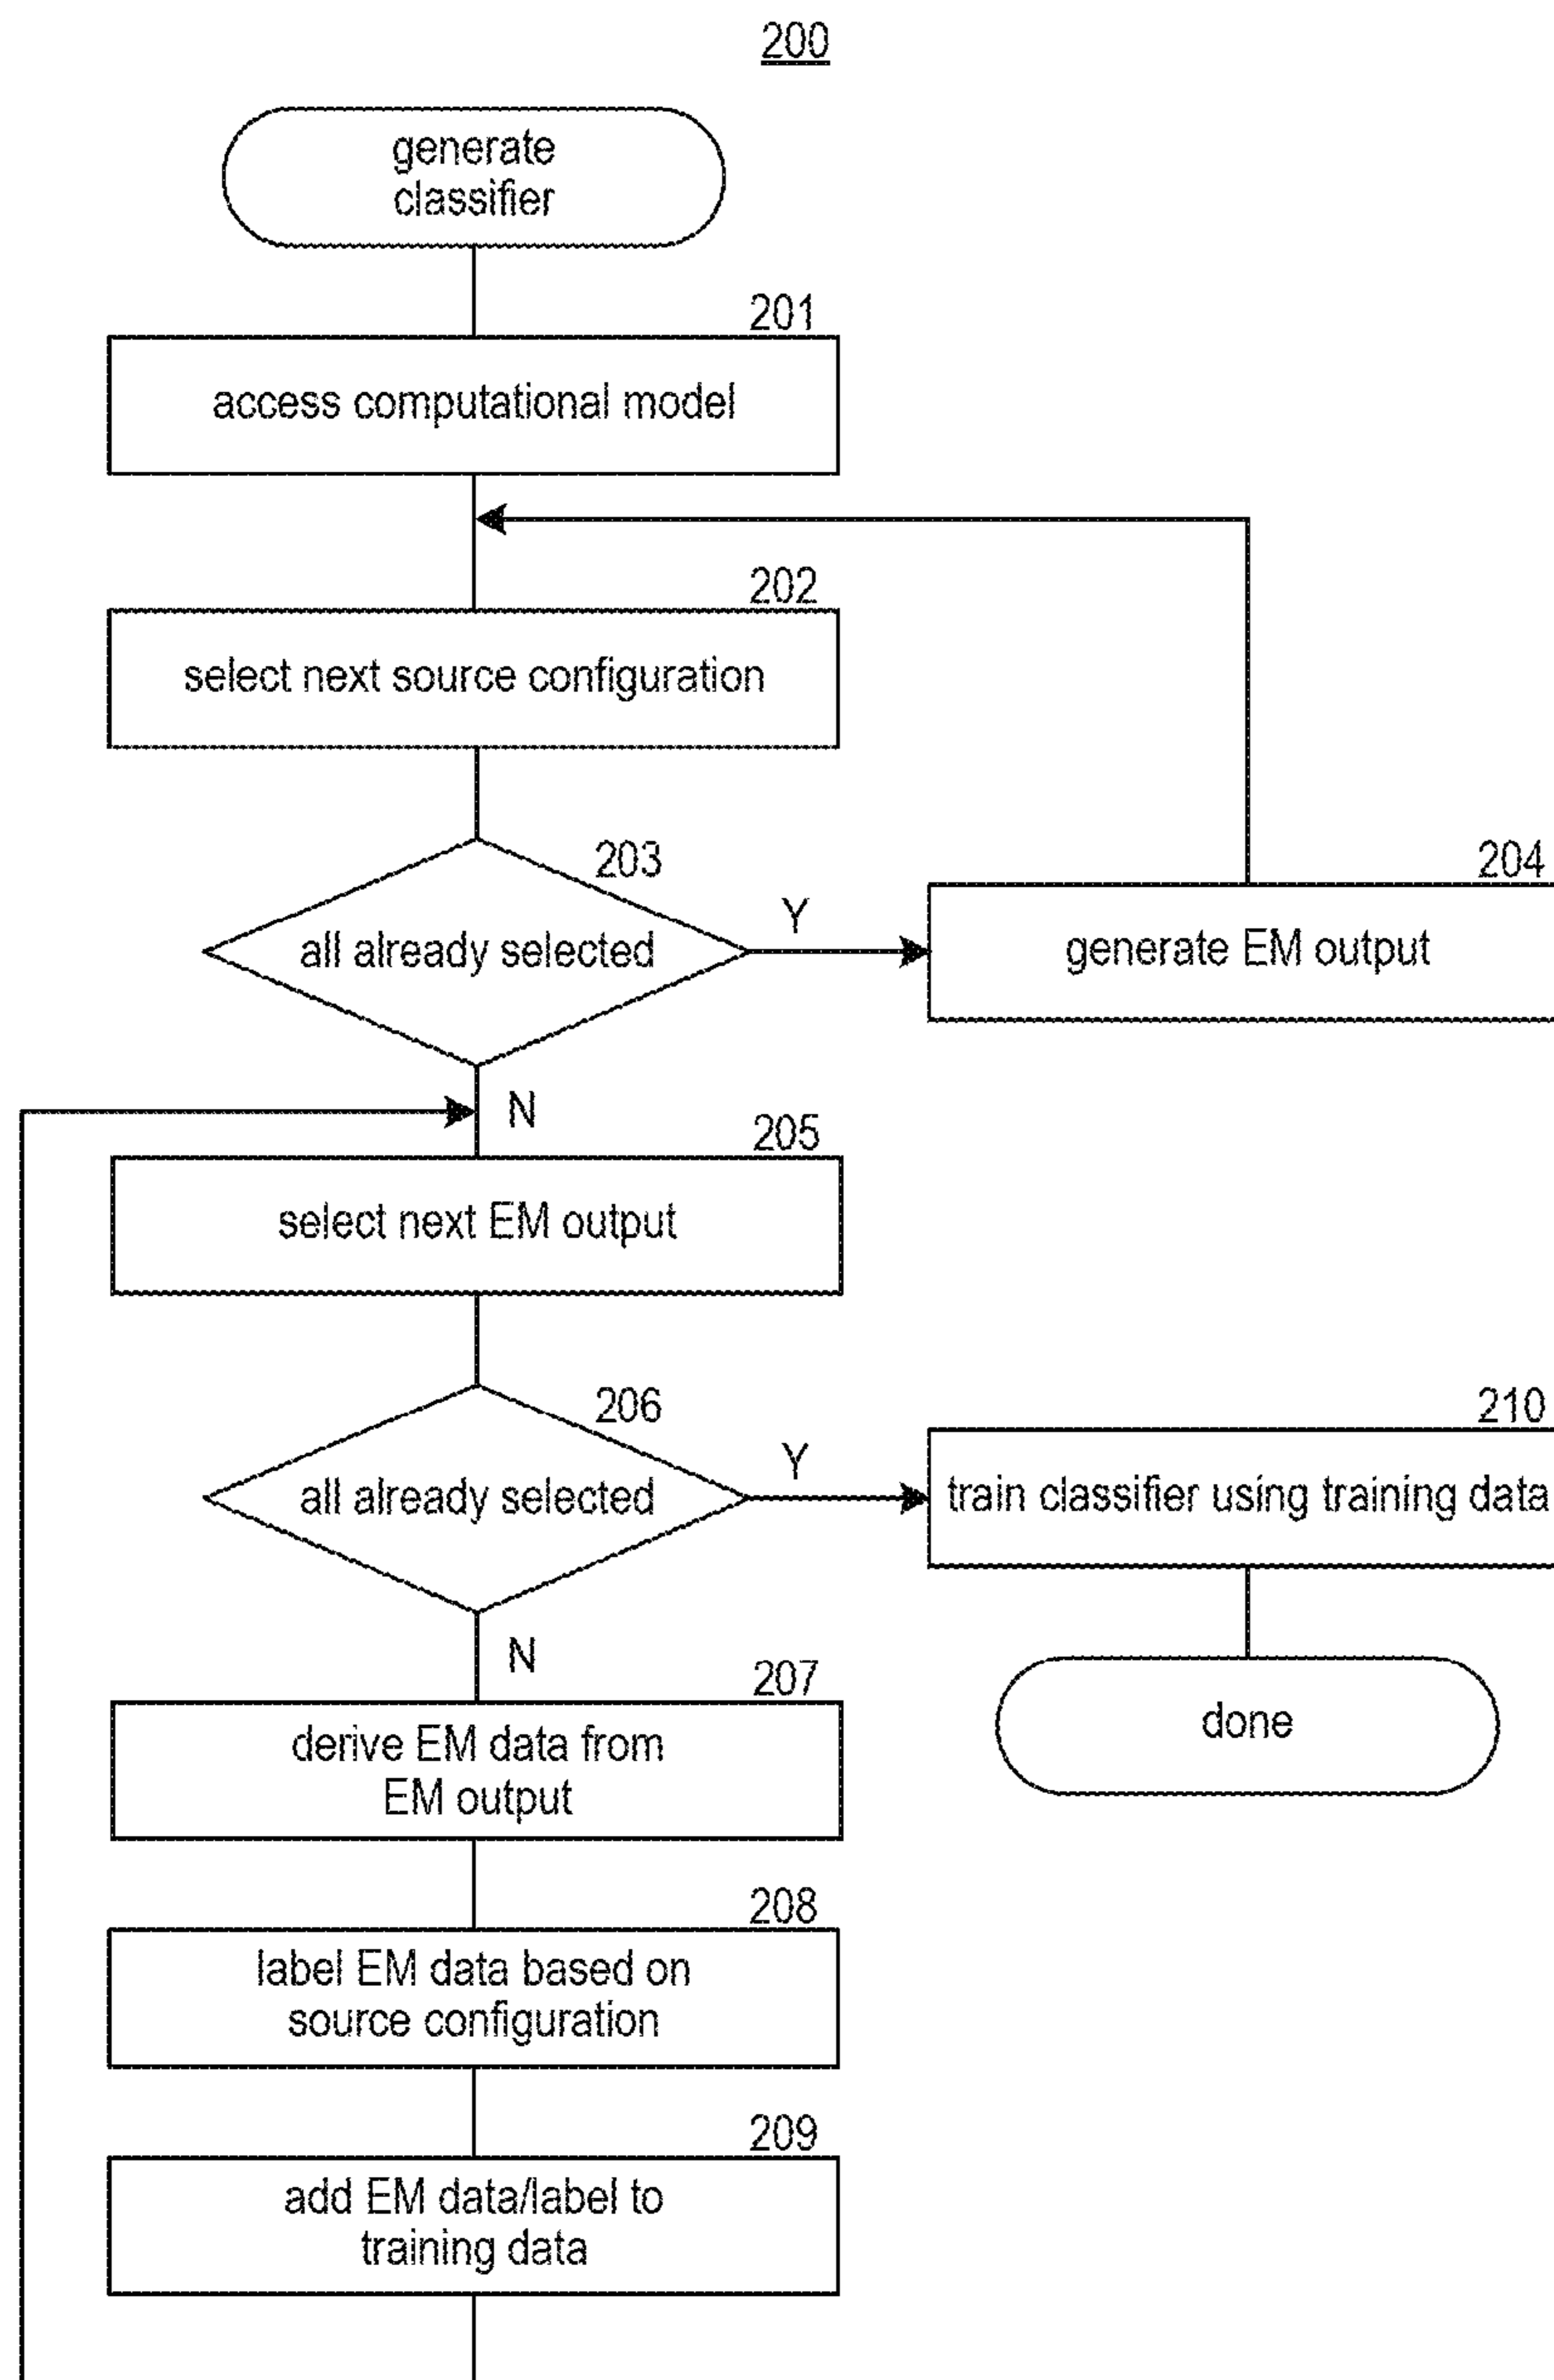 200
generate
classifier
201
access computational model
202
select next source configuration
203
all already selected
Y
204
generate EM output
N
205
select next EM output
206
all already selected
Y
210
train classifier using training data
N
done
207
derive EM data from
EM output
208
label EM data based on
source configuration
209
add EM data/label to
training data